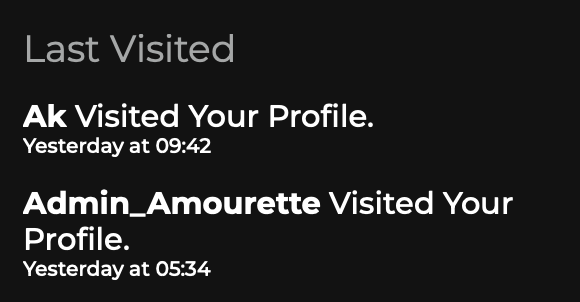 Last Visited
Ak Visited Your Profile.
Yesterday at 09:42
Admin_Amourette Visited Your
Profile.
Yesterday at 05:34